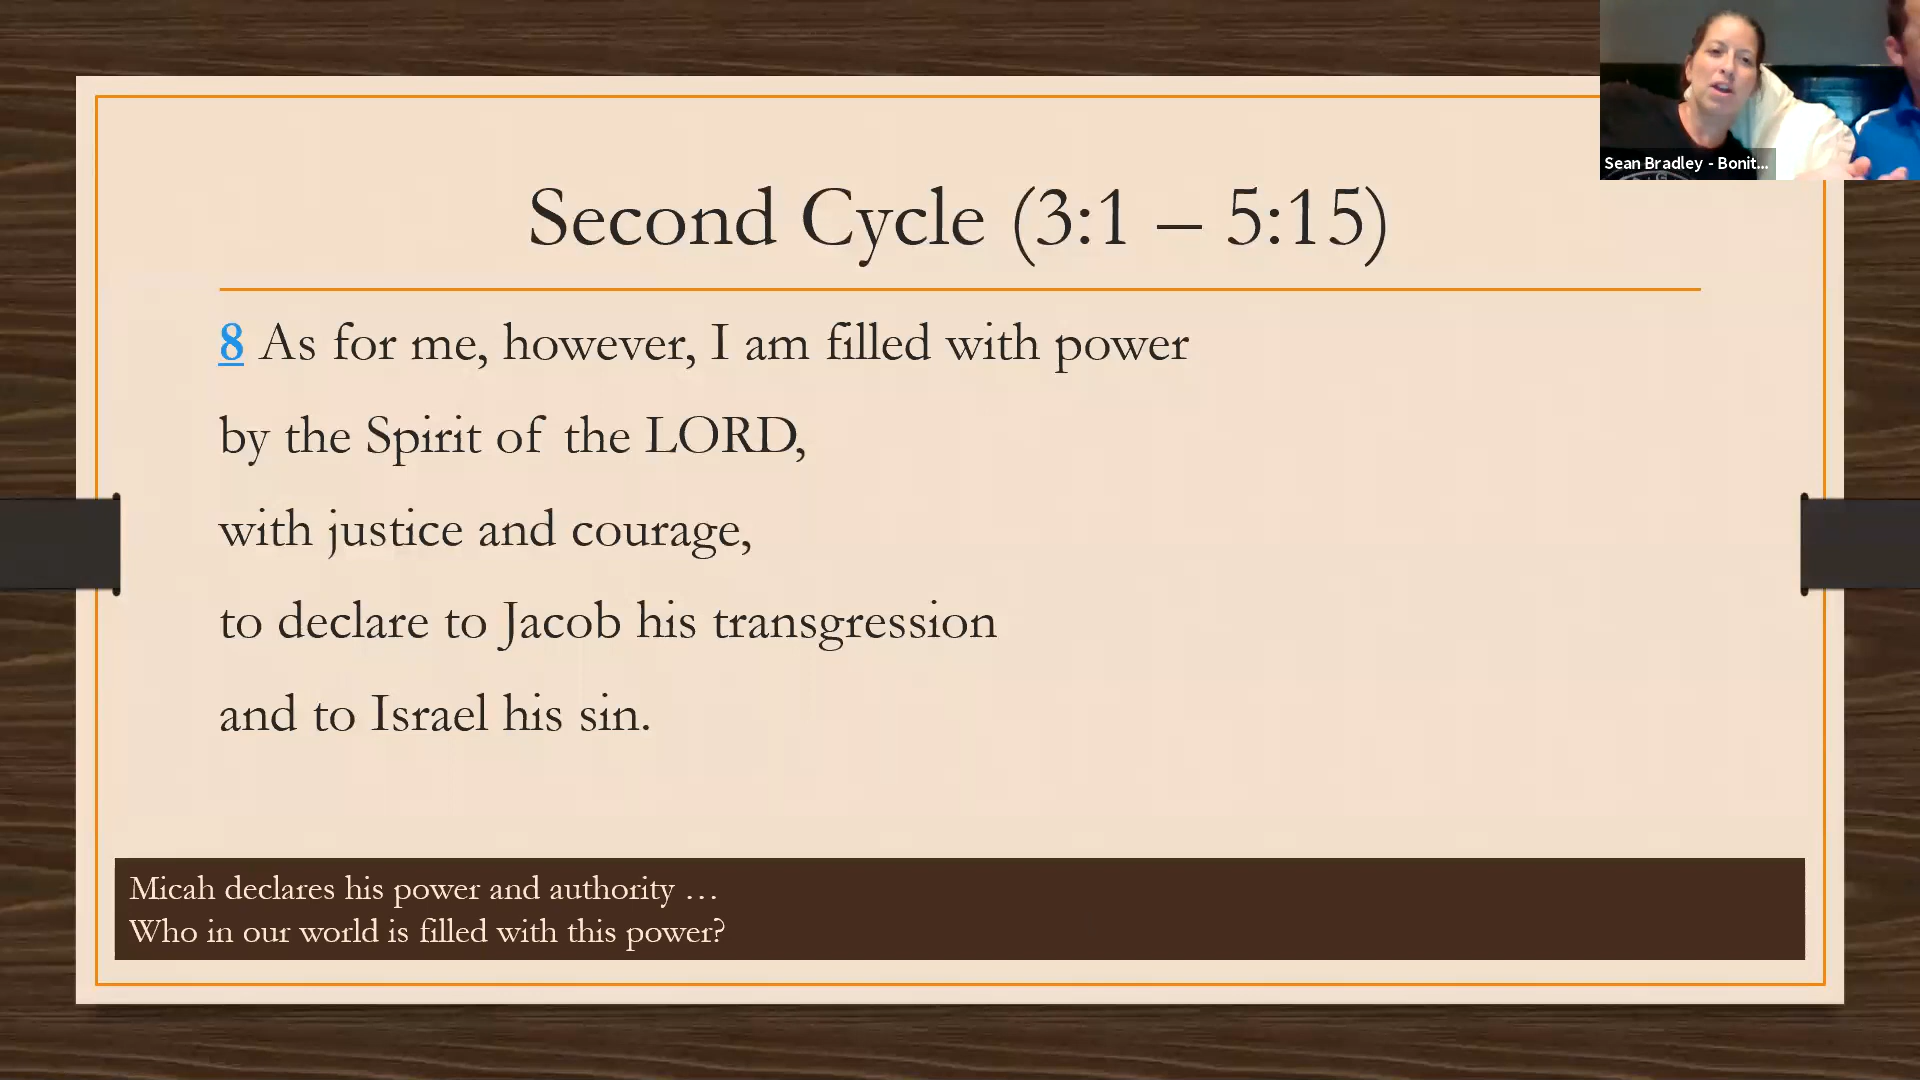 Sean Bradley - Bonit...
Second Cycle (3:1 – 5:15)
8 As for me, however, I am filled with power
by the Spirit of the LORD,
with justice and courage,
to declare to Jacob his transgression
and to Israel his sin.
Micah declares his power and authority …
Who in our world is filled with this power?